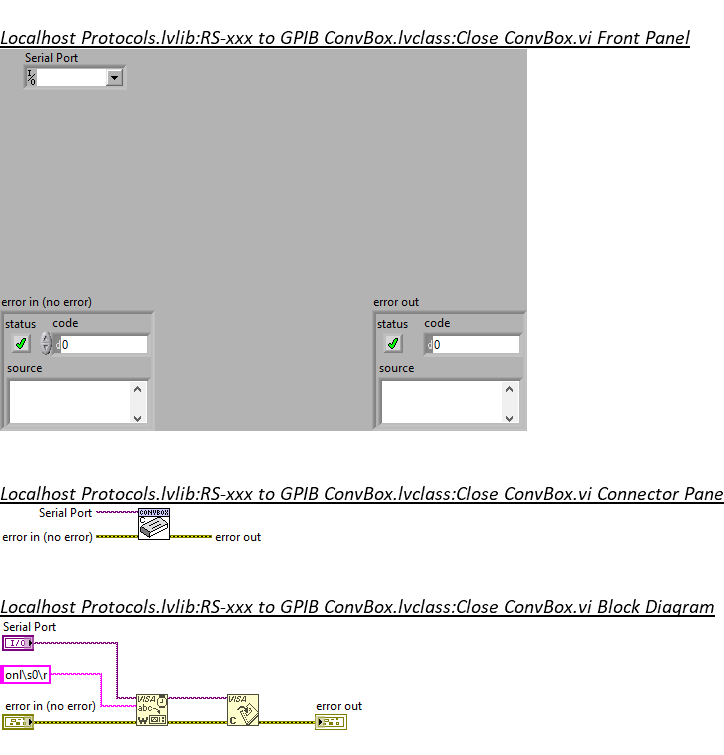 Localhost Protocols.lvlib:RS-xxx to GPIB ConvBox.lvclass:Close ConvBox.vi Front Panel
Serial Port
I/O
error in (no error)
error out
status code
status code
d 0
d 0
source
source
Localhost Protocols.lvlib:RS-xxx to GPIB ConvBox.lvclass:Close ConvBox.vi Connector Pane
Serial Port
CONVBOX
C
error in (no error)
error out
Localhost Protocols.lvlib:RS-xxx to GPIB ConvBox.lvclass:Close ConvBox.vi Block Diagram
Serial Port
I/O
onl\s0\r
VISA
abc
W
VISA
C
error in (no error)
error out